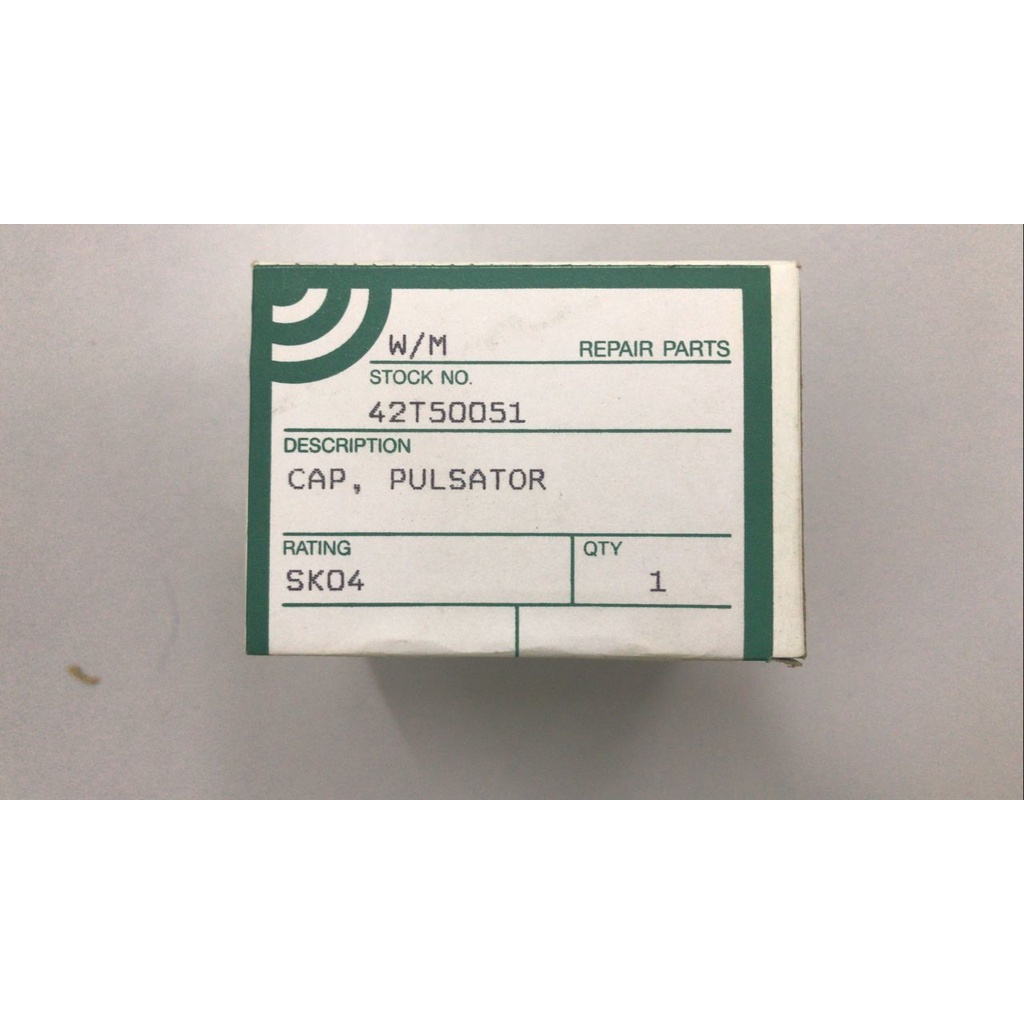 W/M REPAIR PARTS
STOCK NO.
42T50051
DESCRIPTION
CAP, PULSATOR
RATING QTY
SK04 1